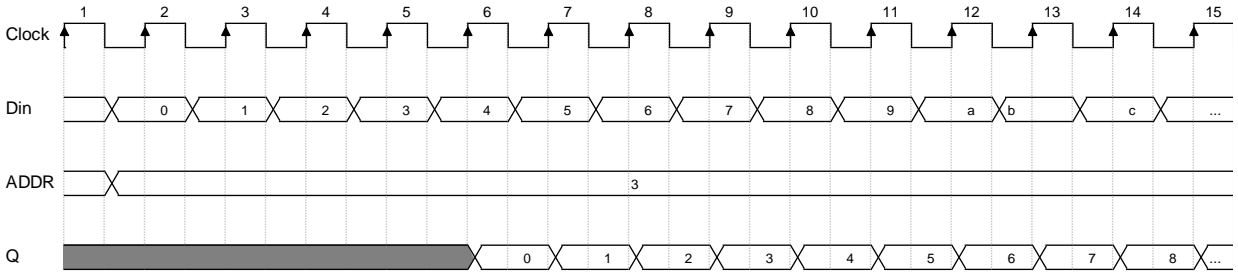 1 2 3 4 5 6 7 8 9 10 11 12 13 14 15
Clock
Din 0 1 2 3 4 5 6 7 8 9 a b c ...
ADDR 3
Q 0 1 2 3 4 5 6 7 8 ...